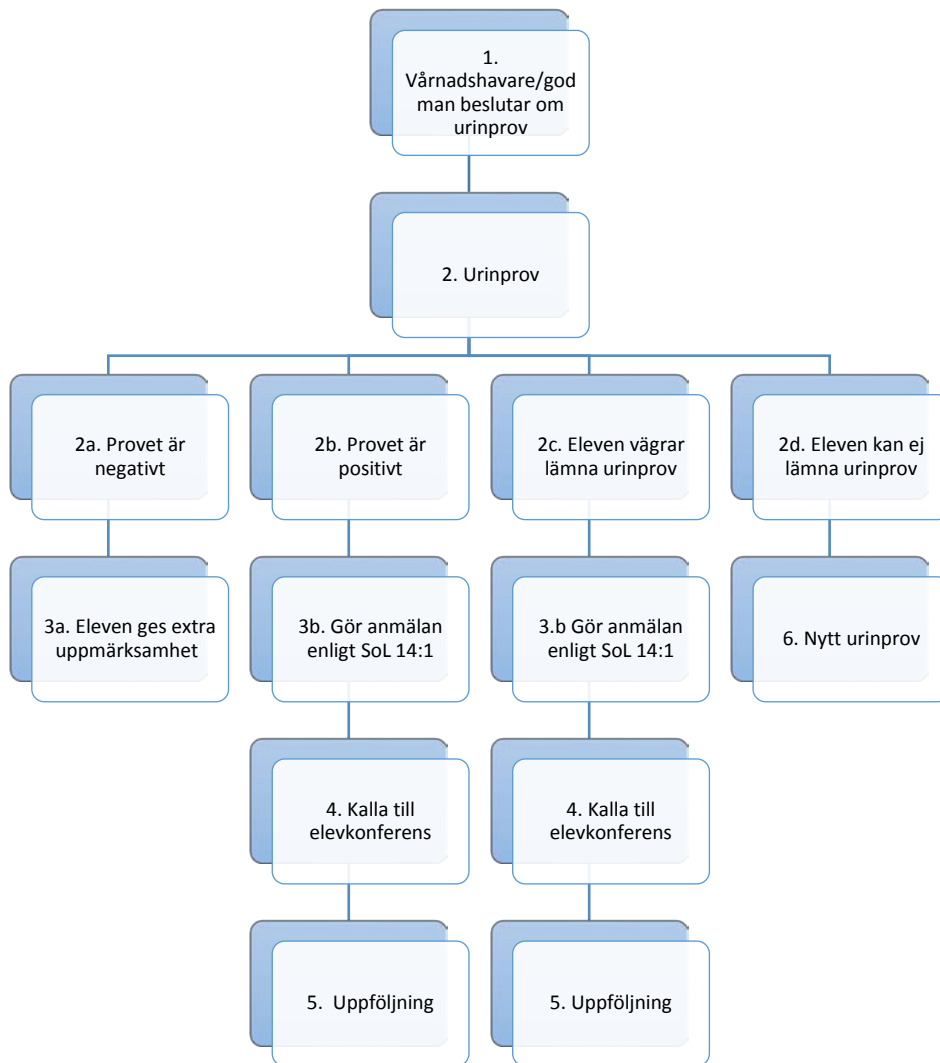 1.
Vårnadshavare/god
man beslutar om
urinprov
2. Urinprov
2a. Provet är
negativt
2b. Provet är
positivt
2c. Eleven vägrar
lämna urinprov
2d. Eleven kan ej
lämna urinprov
3a. Eleven ges extra
uppmärksamhet
3b. Gör anmälan
enligt SoL 14:1
3.b Gör anmälan
enligt SoL 14:1
6. Nytt urinprov
4. Kalla till
elevkonferens
4. Kalla till
elevkonferens
5. Uppföljning
5. Uppföljning